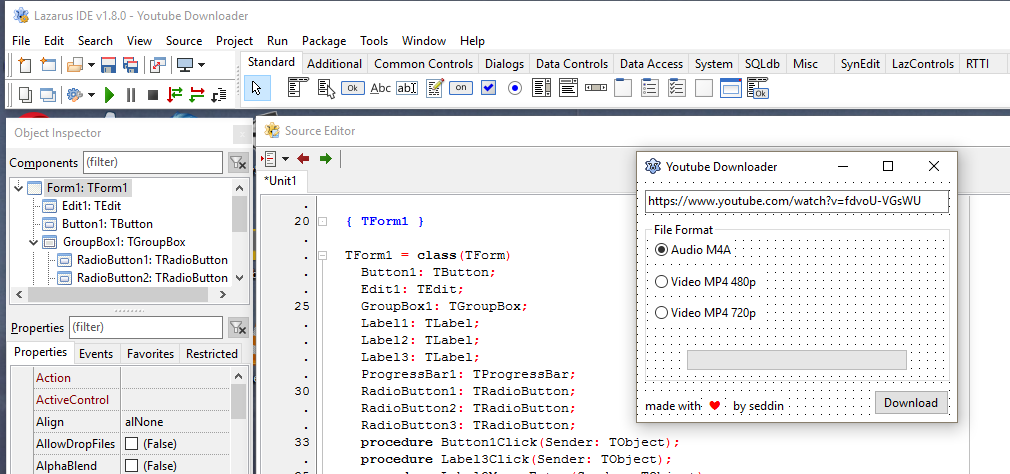 Lazarus IDE v1.8.0 - Youtube Downloader
File Edit Search View Source Project Run Package Tools Window Help
Standard Additional Common Controls Dialogs Data Controls Data Access System SQLdb Misc SynEdit LazControls RTTI
Ok Abc abI on Ok
Object Inspector
Components (filter)
Form1: TForm1
Edit1: TEdit
Button1: TButton
GroupBox1: TGroupBox
RadioButton1: TRadioButton
RadioButton2: TRadioButton
Properties (filter)
Properties Events Favorites Restricted
Action
ActiveControl
Align alNone
AllowDropFiles (False)
AlphaBlend (False)
Source Editor
*Unit1
20 { TForm1 }
TForm1 = class(TForm)
Button1: TButton;
Edit1: TEdit;
25 GroupBox1: TGroupBox;
Label1: TLabel;
Label2: TLabel;
Label3: TLabel;
ProgressBar1: TProgressBar;
30 RadioButton1: TRadioButton;
RadioButton2: TRadioButton;
RadioButton3: TRadioButton;
33 procedure Button1Click(Sender: TObject);
procedure Label3Click(Sender: TObject);
Youtube Downloader
https://www.youtube.com/watch?v=fdvoU-VGsWU
File Format
Audio M4A
Video MP4 480p
Video MP4 720p
made with ♥ by seddin
Download